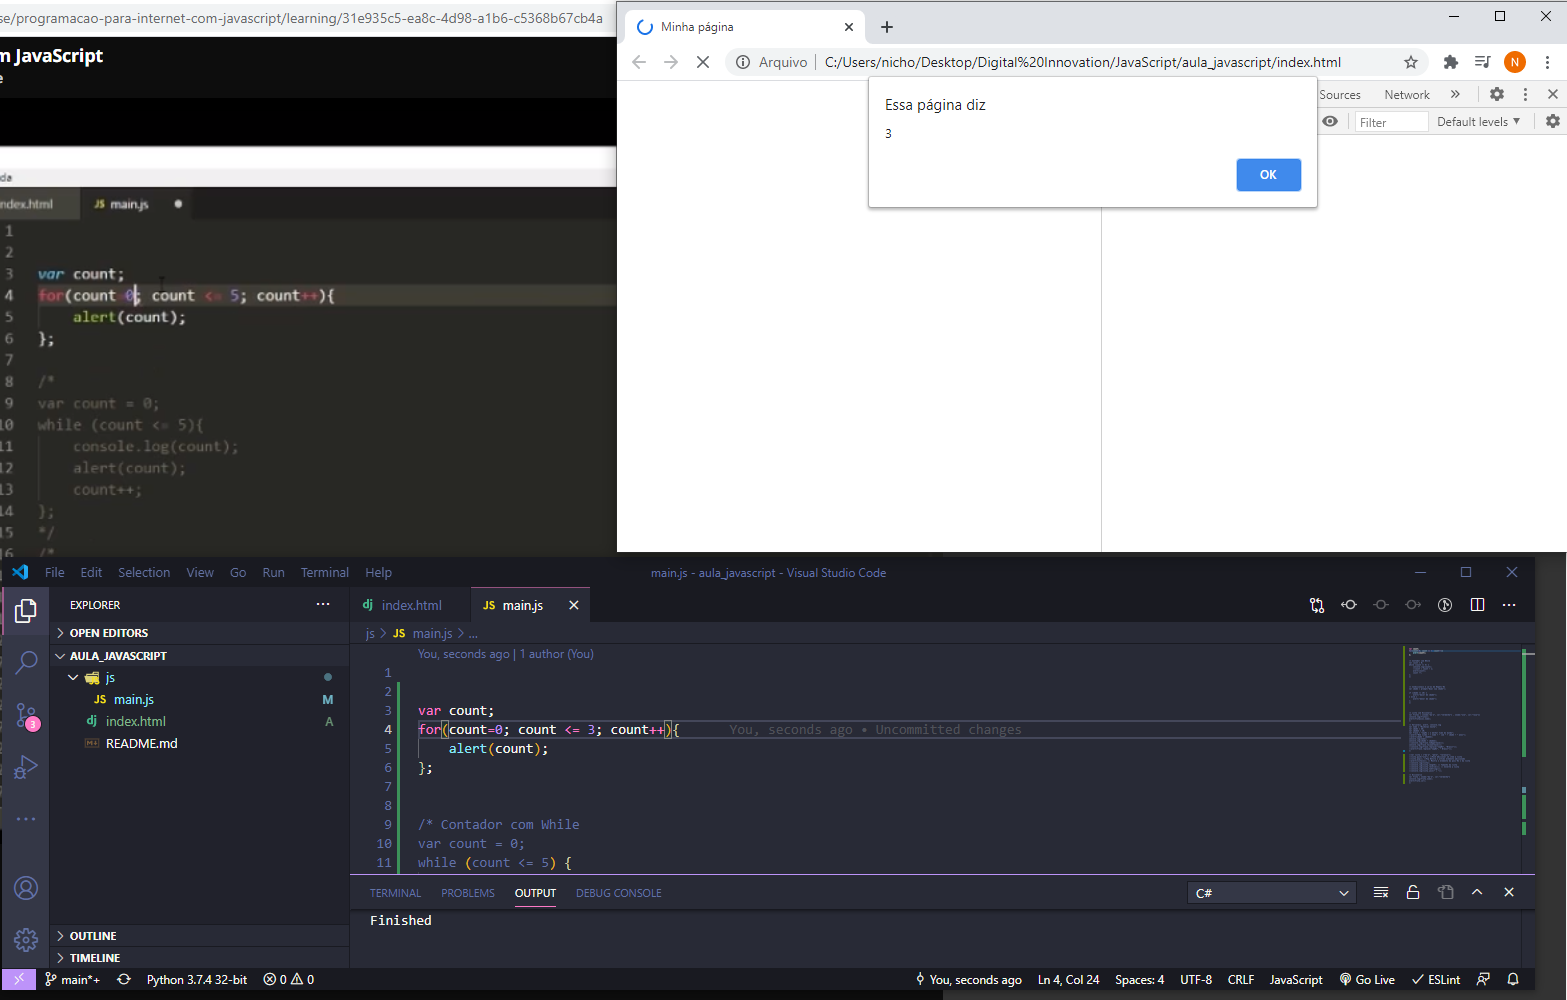 se/programacao-para-internet-com-javascript/learning/31e935c5-ea8c-4d98-a1b6-c5368b67cb4a
m JavaScript
e
da
ndex.html
JS main.js
1
2
3 var count;
4 for(count=0; count <= 5; count++){
5 alert(count);
6 };
7
8 /*
9 var count = 0;
10 while (count <= 5){
11 console.log(count);
12 alert(count);
13 count++;
14 };
15 */
16 /*
Minha página
Arquivo C:/Users/nicho/Desktop/Digital%20Innovation/JavaScript/aula_javascript/index.html
N
Essa página diz
3
OK
Sources Network »
Filter Default levels ▼
File Edit Selection View Go Run Terminal Help
main.js - aula_javascript - Visual Studio Code
EXPLORER
OPEN EDITORS
AULA_JAVASCRIPT
js
JS main.js M
dj index.html A
README.md
3
OUTLINE
TIMELINE
dj index.html
JS main.js
js > JS main.js > ...
You, seconds ago | 1 author (You)
1
2
3 var count;
4 for(count=0; count <= 3; count++){ You, seconds ago • Uncommitted changes
5 alert(count);
6 };
7
8
9 /* Contador com While
10 var count = 0;
11 while (count <= 5) {
TERMINAL PROBLEMS OUTPUT DEBUG CONSOLE
C#
Finished
main*+ Python 3.7.4 32-bit 0 0
You, seconds ago Ln 4, Col 24 Spaces: 4 UTF-8 CRLF JavaScript Go Live ESLint